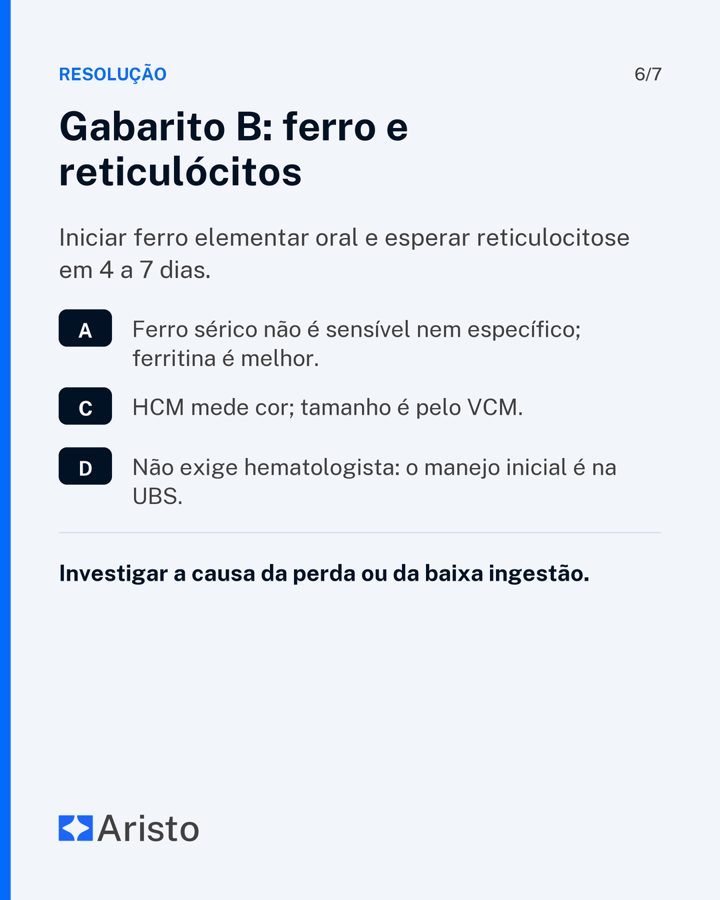 RESOLUÇÃO
6/7
Gabarito B: ferro e
reticulócitos
Iniciar ferro elementar oral e esperar reticulocitose
em 4 a 7 dias.
A
Ferro sérico não é sensível nem específico;
ferritina é melhor.
C
HCM mede cor; tamanho é pelo VCM.
D
Não exige hematologista: o manejo inicial é na
UBS.
Investigar a causa da perda ou da baixa ingestão.
Aristo